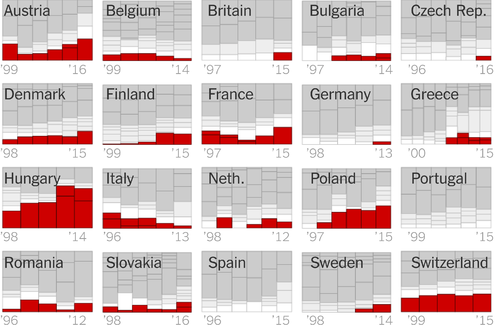 Austria Belgium Britain Bulgaria Czech Rep.
'99 '16 '99 '14 '97 '15 '97 '14 '96 '16
Denmark Finland France Germany Greece
'98 '15 '99 '15 '97 '15 '98 '13 '00 '15
Hungary Italy Neth. Poland Portugal
'98 '14 '96 '13 '98 '12 '97 '15 '99 '15
Romania Slovakia Spain Sweden Switzerland
'96 '12 '98 '16 '96 '15 '98 '14 '99 '15